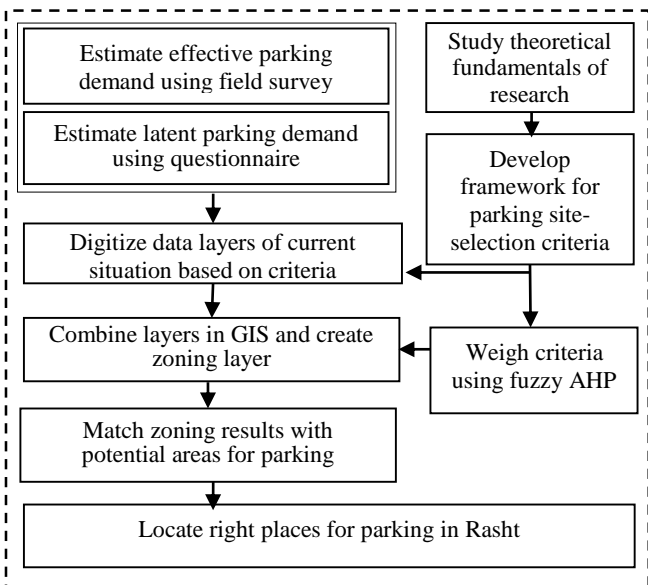 Estimate effective parking
demand using field survey
Estimate latent parking demand
using questionnaire
Study theoretical
fundamentals of
research
Develop
framework for
parking site-
selection criteria
Digitize data layers of current
situation based on criteria
Combine layers in GIS and create
zoning layer
Weigh criteria
using fuzzy AHP
Match zoning results with
potential areas for parking
Locate right places for parking in Rasht